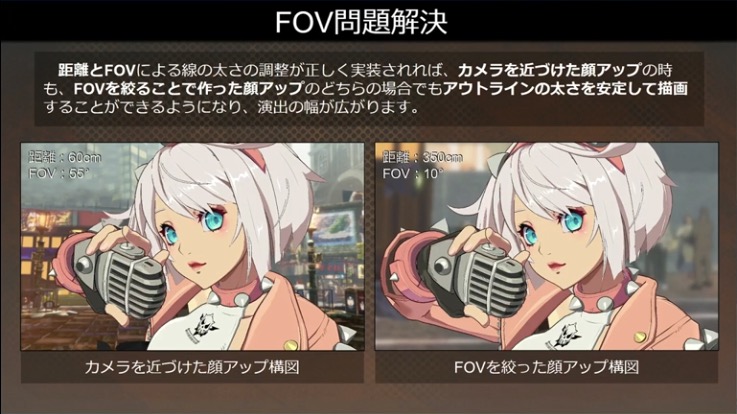 FOV問題解決
距離とFOVによる線の太さの調整が正しく実装されれば、カメラを近づけた顔アップの時
も、FOVを絞ることで作った顔アップのどちらの場合でもアウトラインの太さを安定して描画
することができるようになり、演出の幅が広がります。
距離：60cm
FOV：55°
距離：350cm
FOV：10°
カメラを近づけた顔アップ構図
FOVを絞った顔アップ構図